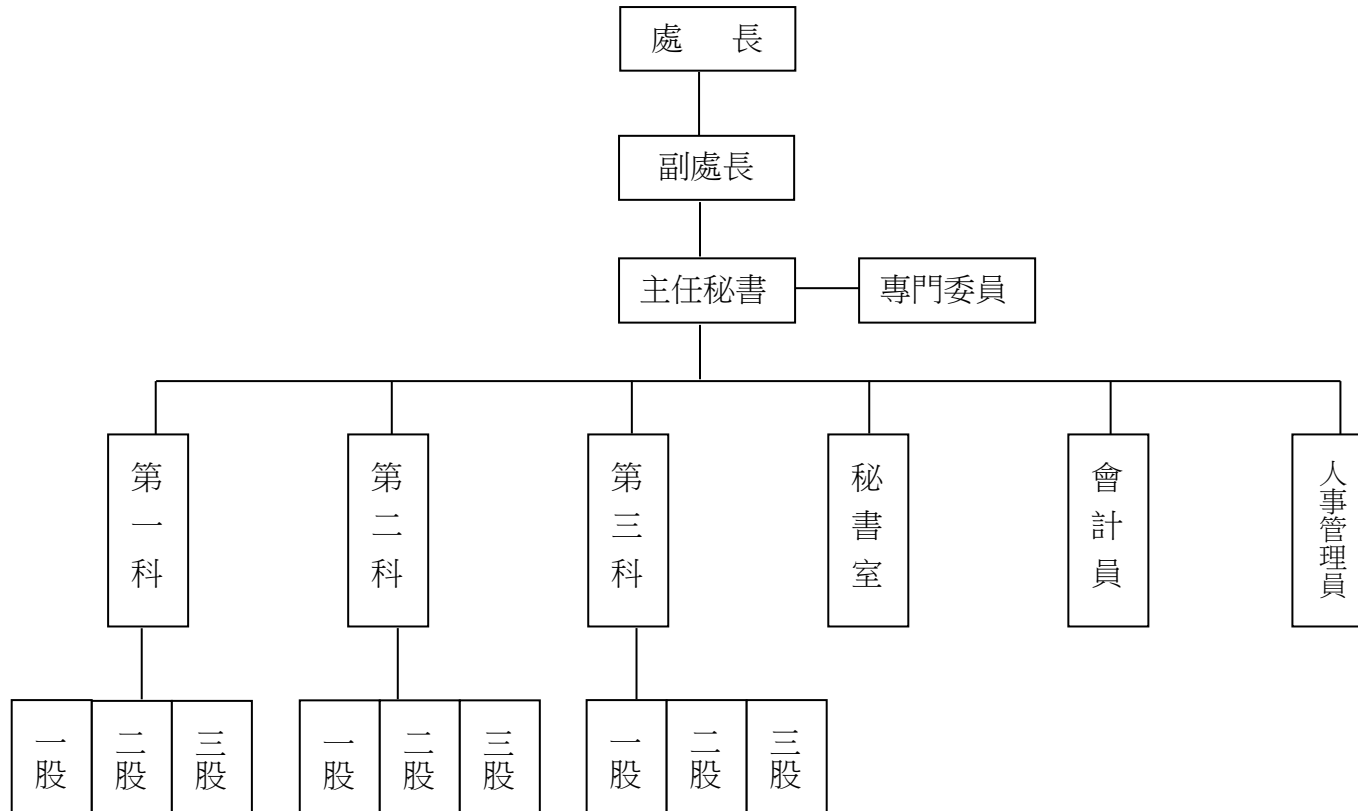 處 長
副處長
主任秘書
專門委員
第一科
第二科
第三科
秘書室
會計員
人事管理員
一股
二股
三股
一股
二股
三股
一股
二股
三股